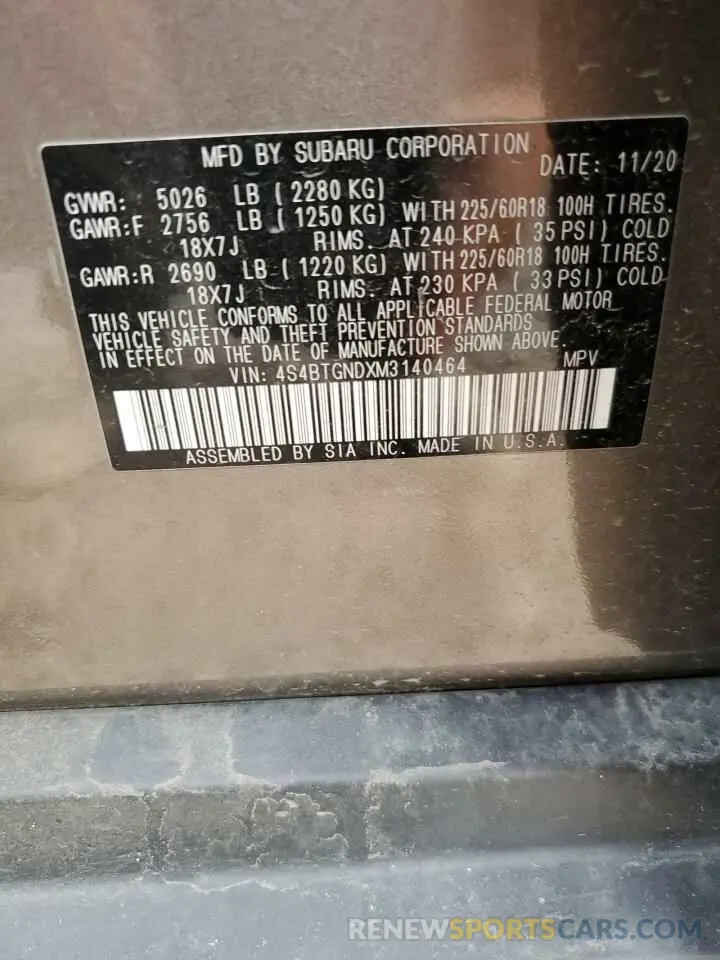 MFD BY SUBARU CORPORATION
DATE: 11/20
GVWR: 5026 LB (2280 KG)
GAWR:F 2756 LB (1250 KG) WITH 225/60R18 100H TIRES.
18X7J RIMS. AT 240 KPA (35 PSI) COLD
GAWR:R 2690 LB (1220 KG) WITH 225/60R18 100H TIRES.
18X7J RIMS. AT 230 KPA (33 PSI) COLD
THIS VEHICLE CONFORMS TO ALL APPLICABLE FEDERAL MOTOR
VEHICLE SAFETY AND THEFT PREVENTION STANDARDS
IN EFFECT ON THE DATE OF MANUFACTURE SHOWN ABOVE.
VIN: 4S4BTGNDXM3140464 MPV
ASSEMBLED BY SIA INC. MADE IN U.S.A.
RENEWSPORTSCARS.COM